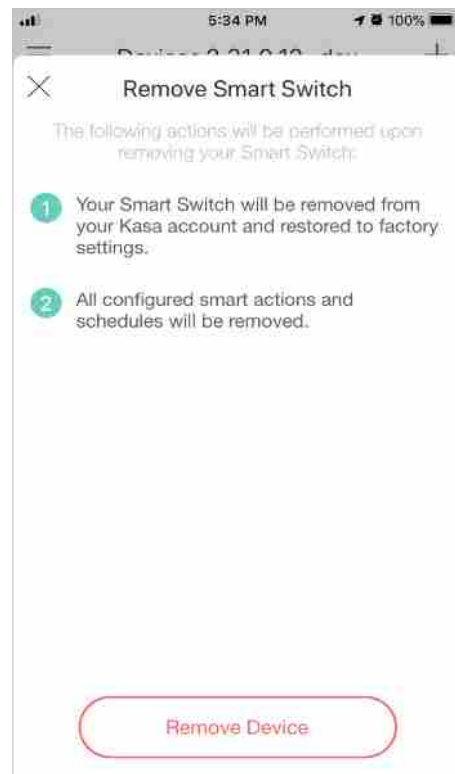 5:34 PM
100%
Remove Smart Switch
The following actions will be performed upon
removing your Smart Switch:
1 Your Smart Switch will be removed from
your Kasa account and restored to factory
settings.
2 All configured smart actions and
schedules will be removed.
Remove Device